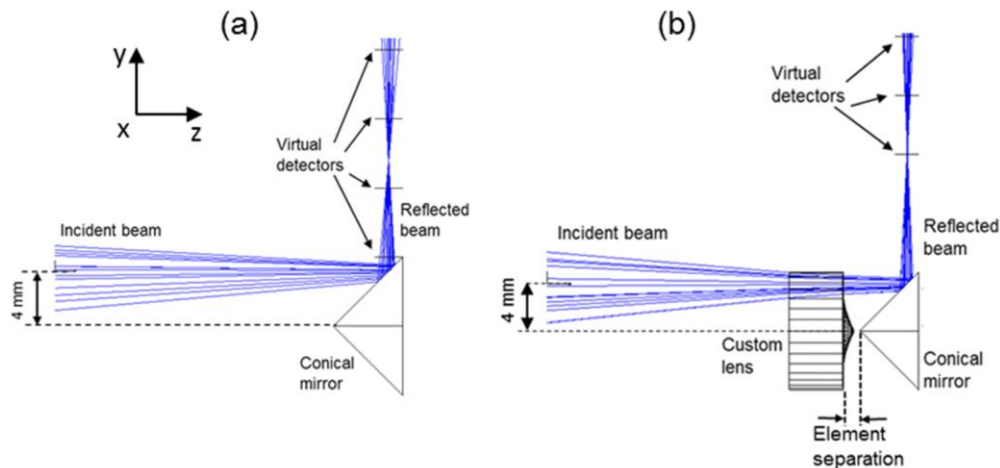 (a)
y
x
z
Virtual
detectors
Incident beam
Reflected
beam
4 mm
Conical
mirror
(b)
Virtual
detectors
Incident beam
Reflected
beam
4 mm
Custom
lens
Conical
mirror
Element
separation